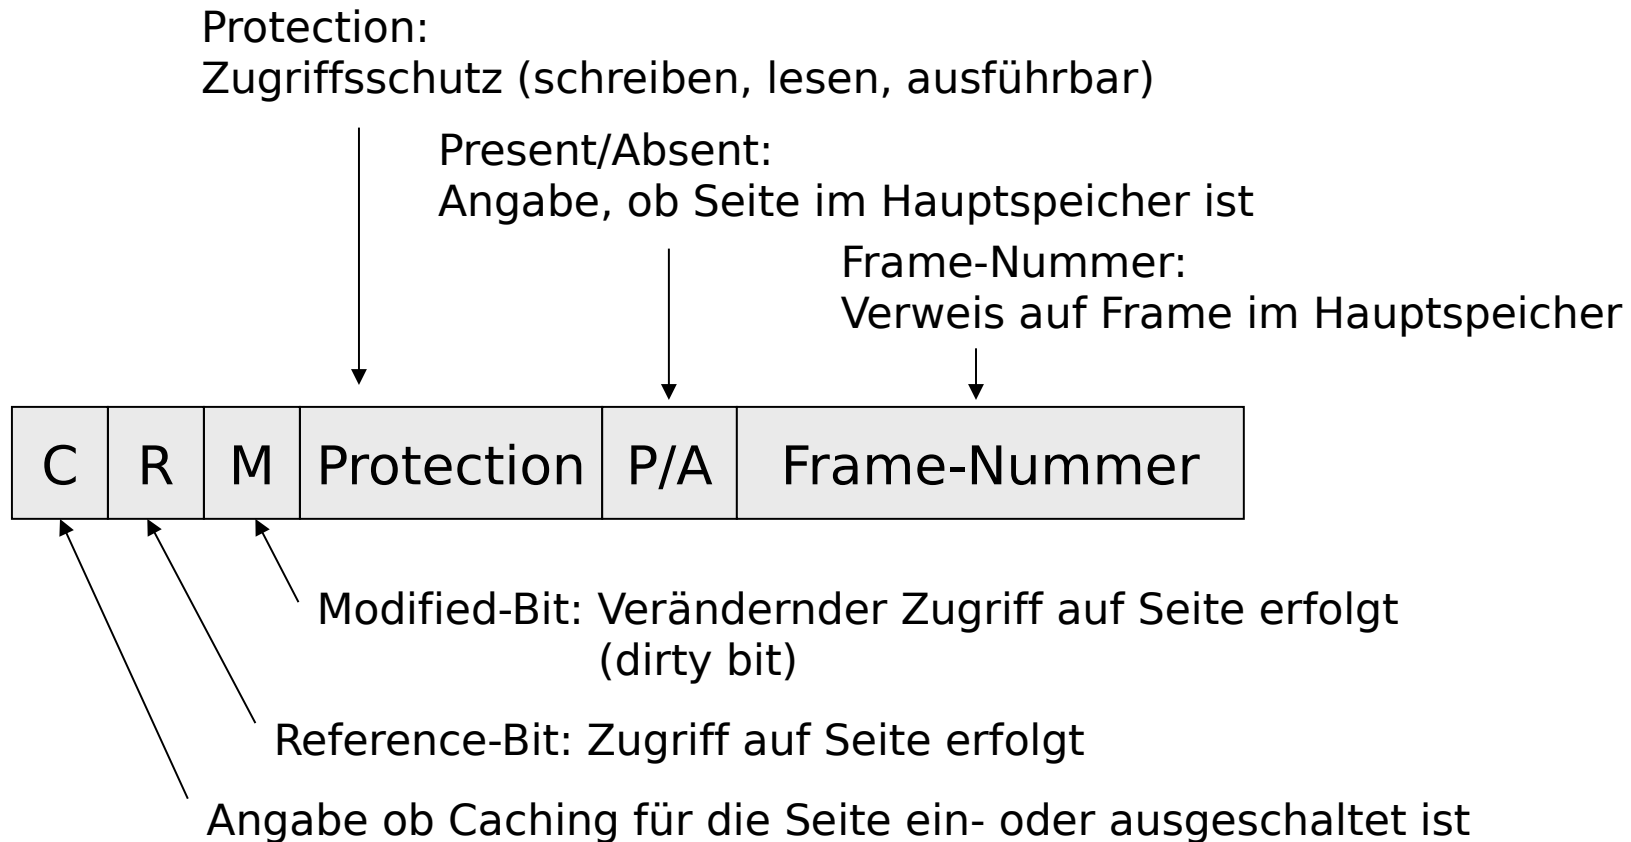 Protection:
Zugriffsschutz (schreiben, lesen, ausführbar)
Present/Absent:
Angabe, ob Seite im Hauptspeicher ist
Frame-Nummer:
Verweis auf Frame im Hauptspeicher
C R M Protection P/A Frame-Nummer
Modified-Bit: Verändernder Zugriff auf Seite erfolgt
(dirty bit)
Reference-Bit: Zugriff auf Seite erfolgt
Angabe ob Caching für die Seite ein- oder ausgeschaltet ist